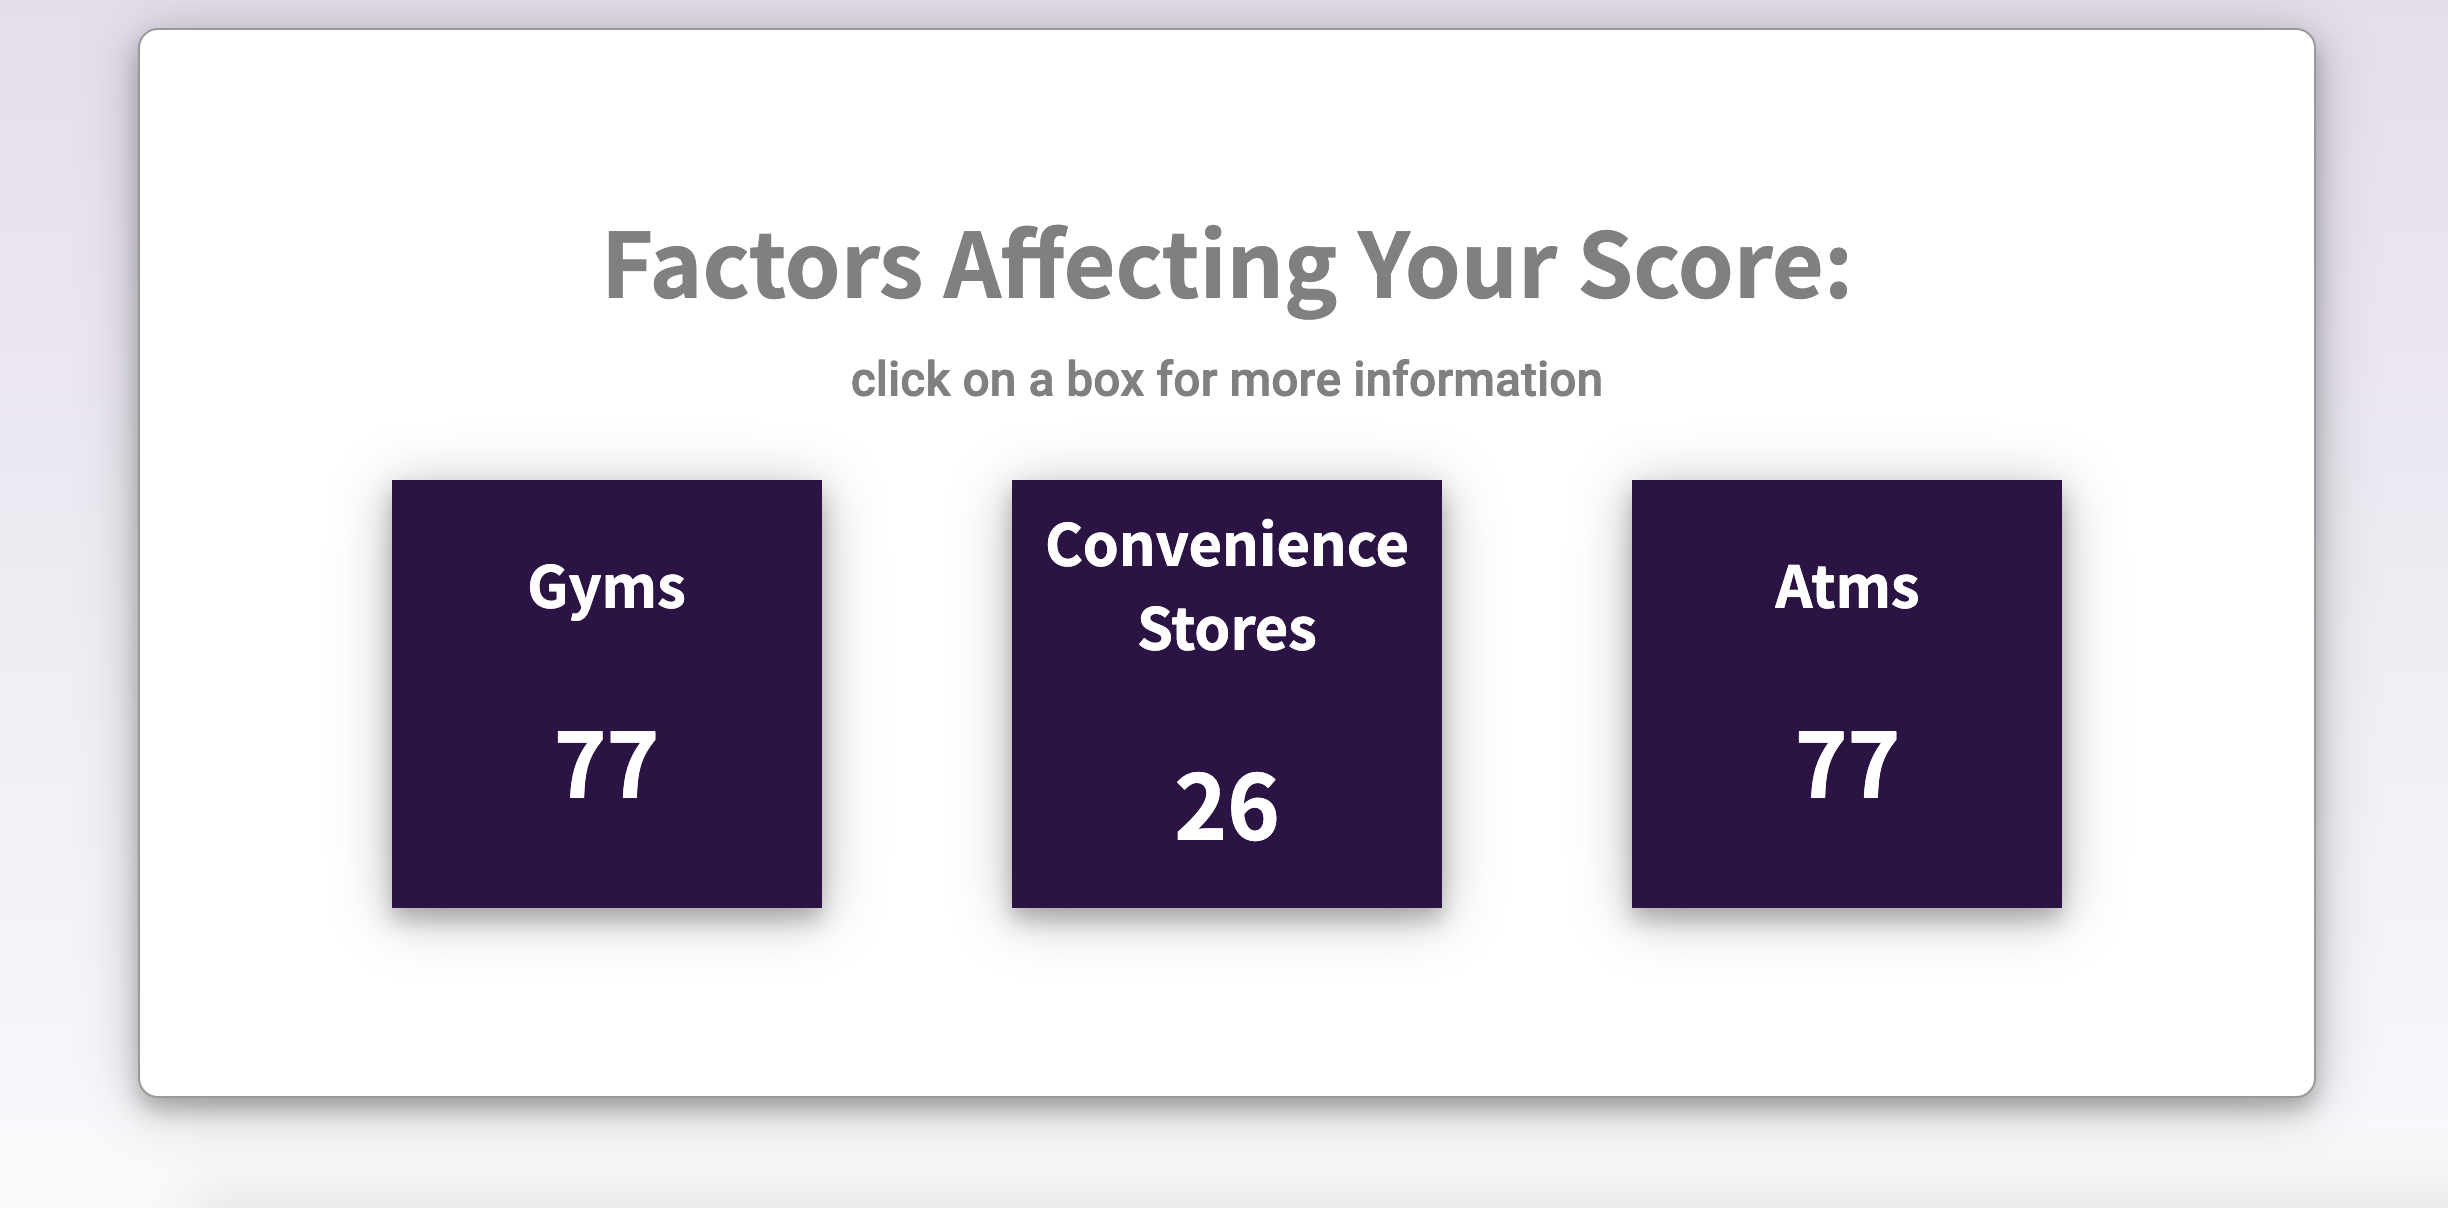 Factors Affecting Your Score:
click on a box for more information
Gyms
77
Convenience
Stores
26
Atms
77